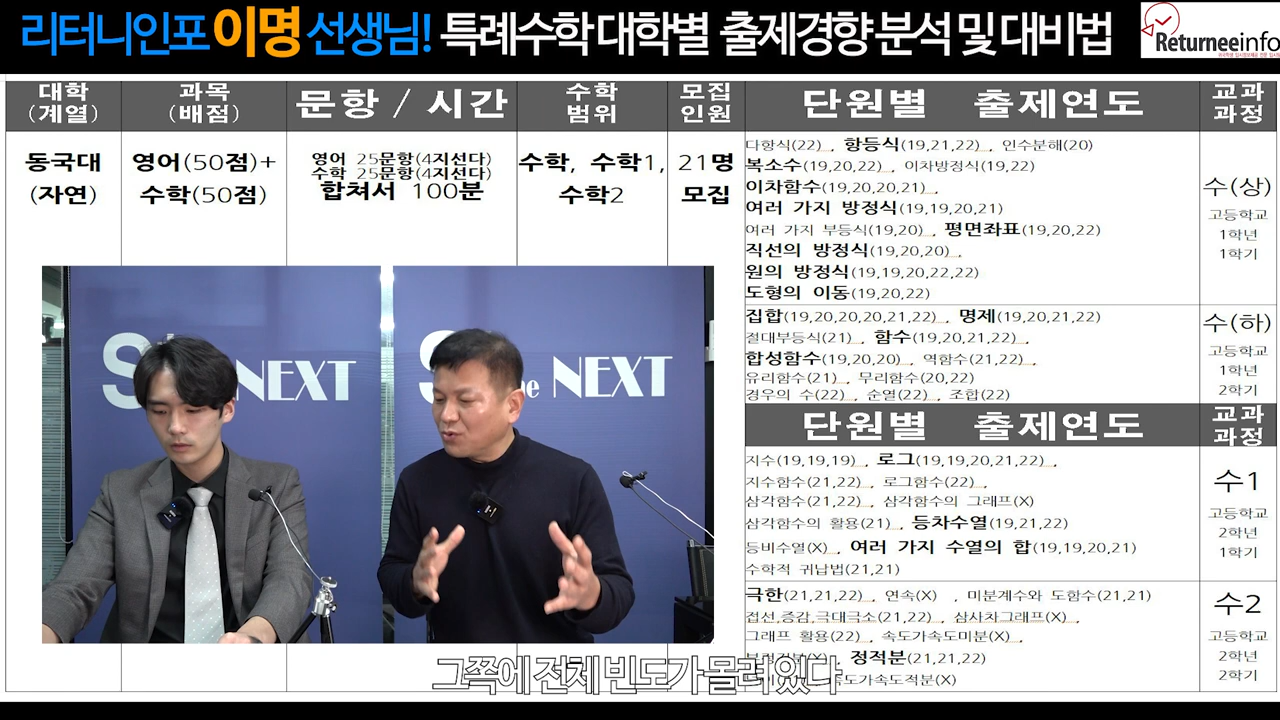 리터니인포 이명 선생님! 특례수학 대학별 출제경향 분석 및 대비법
Returneeinfo
대학 (계열)
과목 (배점)
문항 / 시간
수학 범위
모집 인원
단원별 출제연도
교과 과정
동국대 (자연)
영어(50점)+ 수학(50점)
영어 25문항(4지선다)
수학 25문항(4지선다)
합쳐서 100분
수학, 수학1, 수학2
21명 모집
다항식(22) , 항등식(19,21,22) , 인수분해(20)
복소수(19,20,22) , 이차방정식(19,22)
이차함수(19,20,20,21) ,
여러 가지 방정식(19,19,20,21)
여러 가지 부등식(19,20) , 평면좌표(19,20,22)
직선의 방정식(19,20,20) ,
원의 방정식(19,19,20,22,22)
도형의 이동(19,20,22)
수(상)
고등학교
1학년
1학기
집합(19,20,20,20,21,22) , 명제(19,20,21,22)
절대부등식(21) , 함수(19,20,21,22) ,
합성함수(19,20,20) , 역함수(21,22) ,
유리함수(21) , 무리함수(20,22)
경우의 수(22) , 순열(22) , 조합(22)
수(하)
고등학교
1학년
2학기
단원별 출제연도
교과 과정
지수(19,19,19) , 로그(19,19,20,21,22) ,
지수함수(21,22) , 로그함수(22) ,
삼각함수(21,22) , 삼각함수의 그래프(X)
삼각함수의 활용(21) , 등차수열(19,21,22) ,
등비수열(X) , 여러 가지 수열의 합(19,19,20,21)
수학적 귀납법(21,21)
수1
고등학교
2학년
1학기
극한(21,21,22) , 연속(X) , 미분계수와 도함수(21,21)
접선,증감,극대극소(21,22) , 삼사차그래프(X) ,
그래프 활용(22) , 속도가속도미분(X) ,
정적분(21,21,22)
속도가속도적분(X)
수2
고등학교
2학년
2학기
NEXT
the NEXT
그쪽에 전체 빈도가 몰려 있다